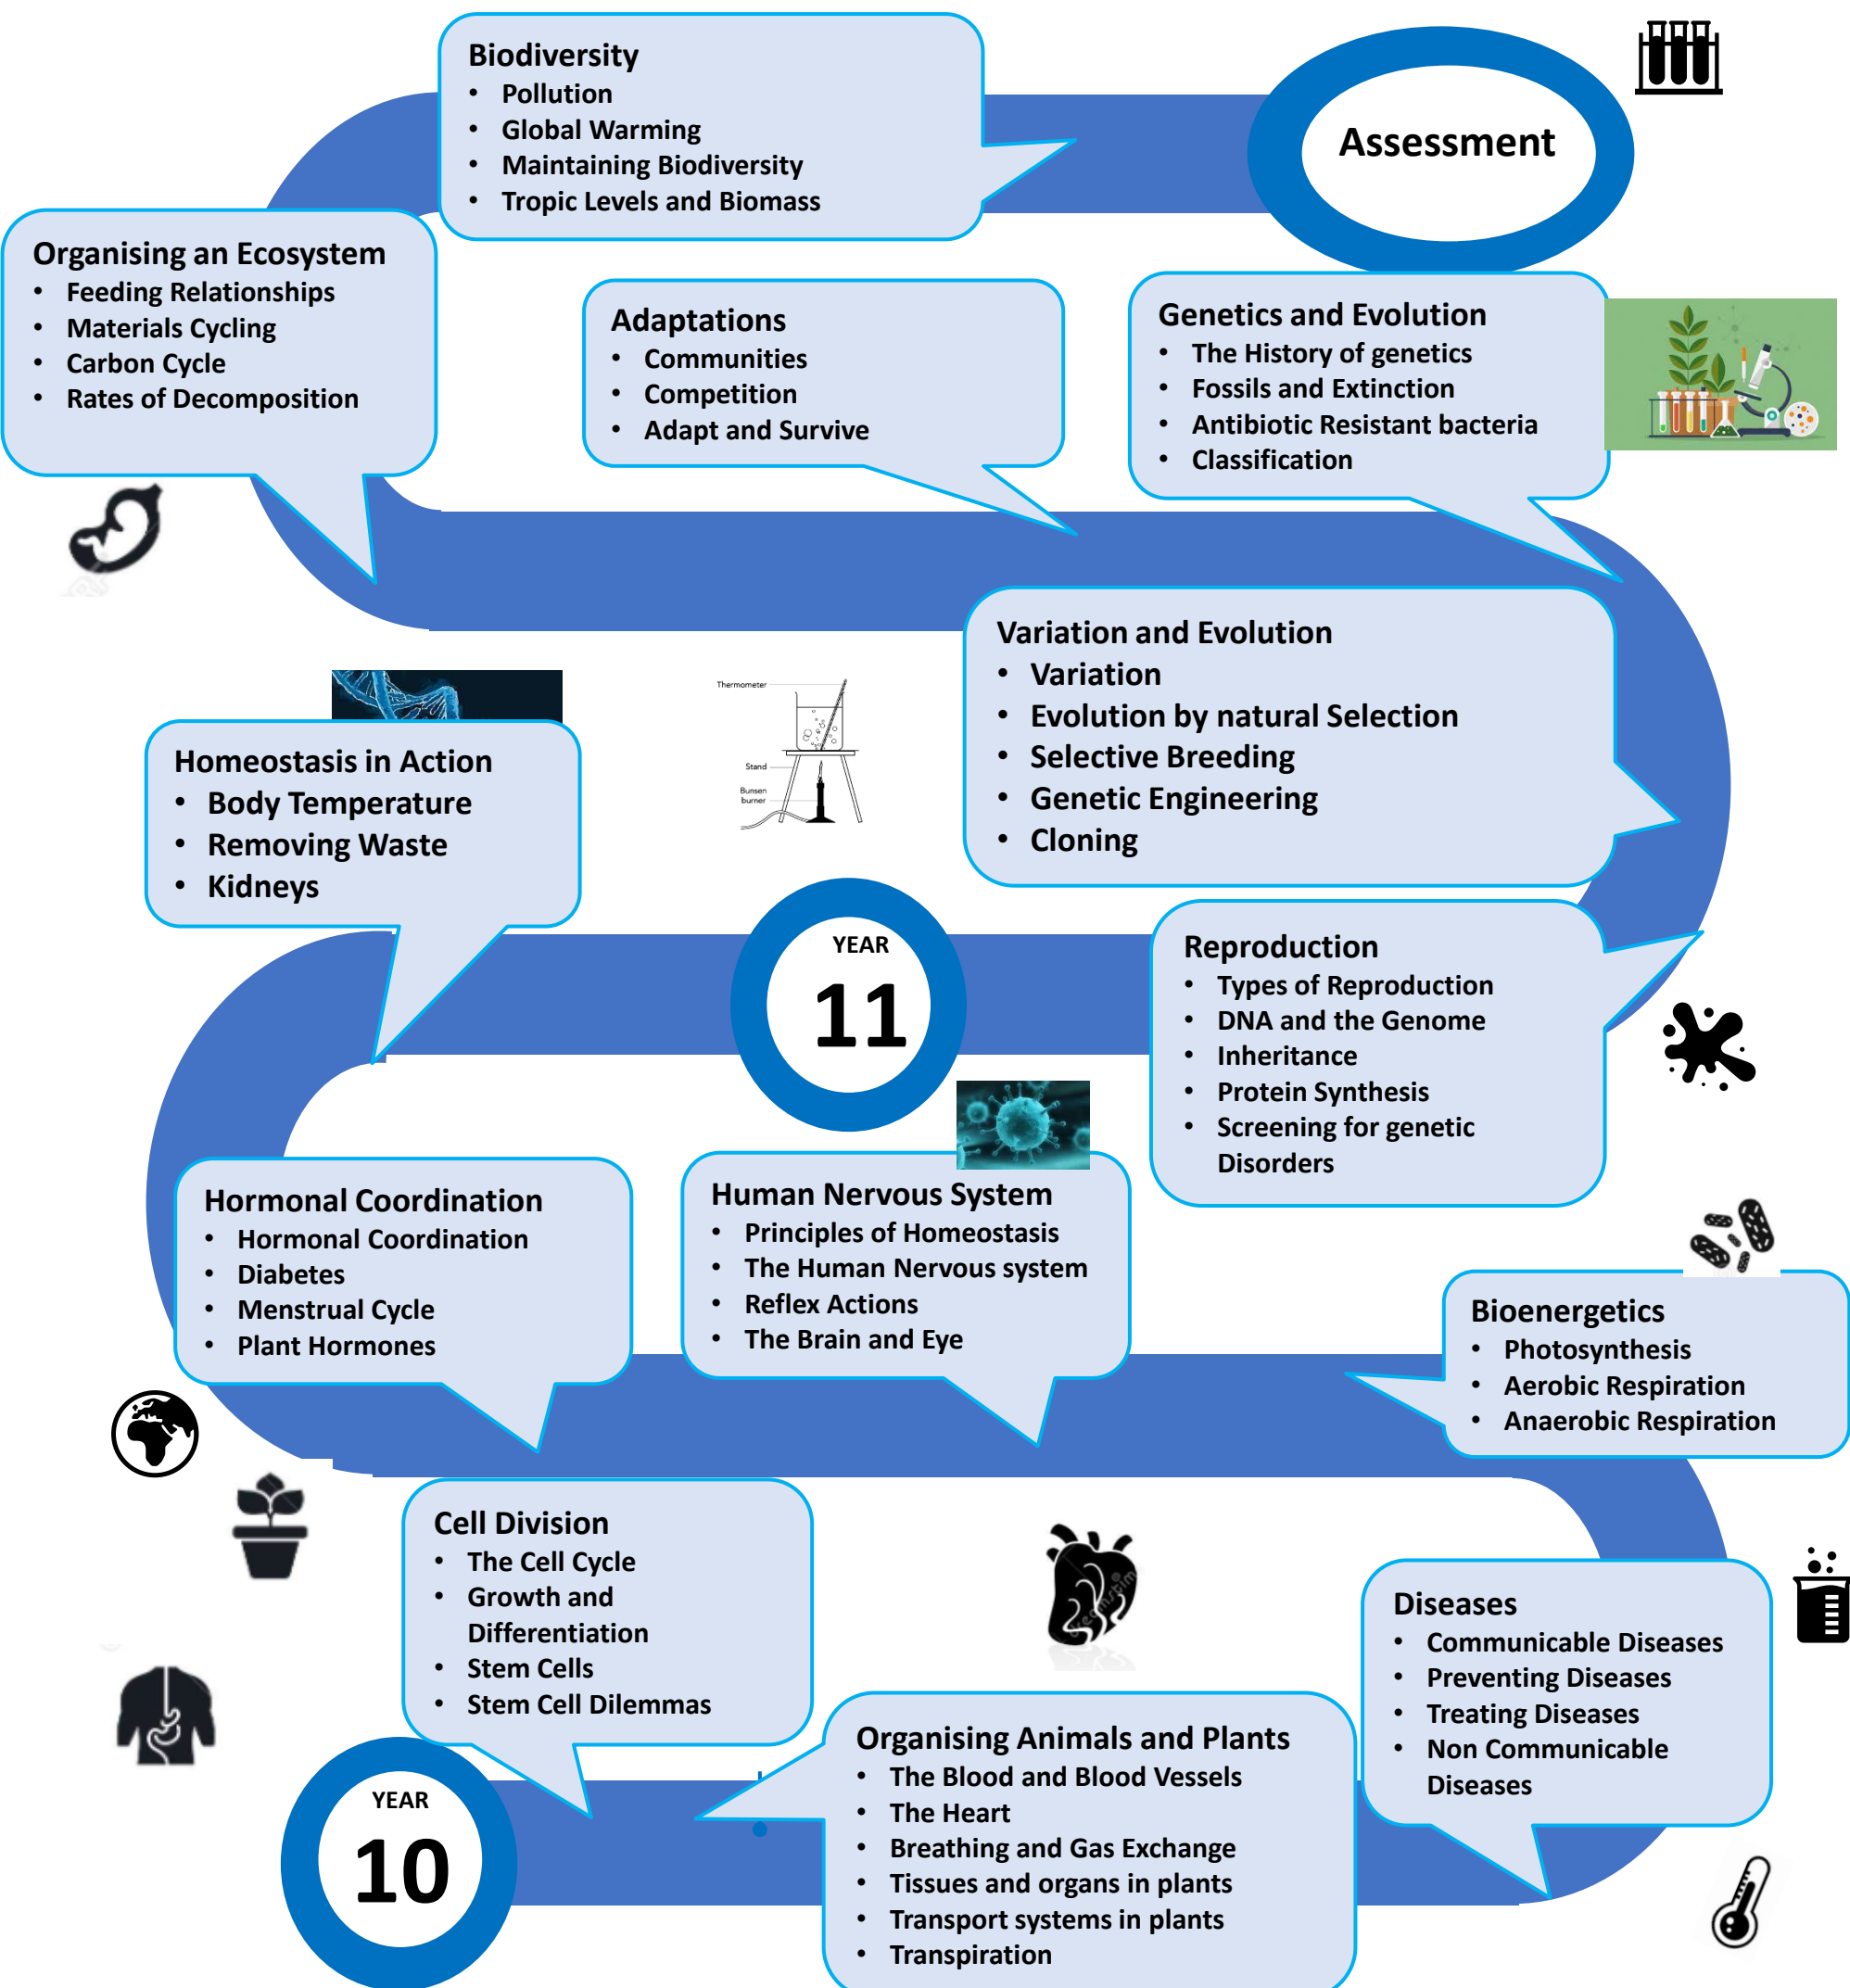 Biodiversity
• Pollution
• Global Warming
• Maintaining Biodiversity
• Tropic Levels and Biomass
Assessment
Organising an Ecosystem
• Feeding Relationships
• Materials Cycling
• Carbon Cycle
• Rates of Decomposition
Adaptations
• Communities
• Competition
• Adapt and Survive
Genetics and Evolution
• The History of genetics
• Fossils and Extinction
• Antibiotic Resistant bacteria
• Classification
Variation and Evolution
• Variation
• Evolution by natural Selection
• Selective Breeding
• Genetic Engineering
• Cloning
Thermometer
Stand
Bunsen
burner
Homeostasis in Action
• Body Temperature
• Removing Waste
• Kidneys
YEAR
11
Reproduction
• Types of Reproduction
• DNA and the Genome
• Inheritance
• Protein Synthesis
• Screening for genetic
Disorders
Hormonal Coordination
• Hormonal Coordination
• Diabetes
• Menstrual Cycle
• Plant Hormones
Human Nervous System
• Principles of Homeostasis
• The Human Nervous system
• Reflex Actions
• The Brain and Eye
Bioenergetics
• Photosynthesis
• Aerobic Respiration
• Anaerobic Respiration
Cell Division
• The Cell Cycle
• Growth and
Differentiation
• Stem Cells
• Stem Cell Dilemmas
Diseases
• Communicable Diseases
• Preventing Diseases
• Treating Diseases
• Non Communicable
Diseases
Organising Animals and Plants
• The Blood and Blood Vessels
• The Heart
• Breathing and Gas Exchange
• Tissues and organs in plants
• Transport systems in plants
• Transpiration
YEAR
10